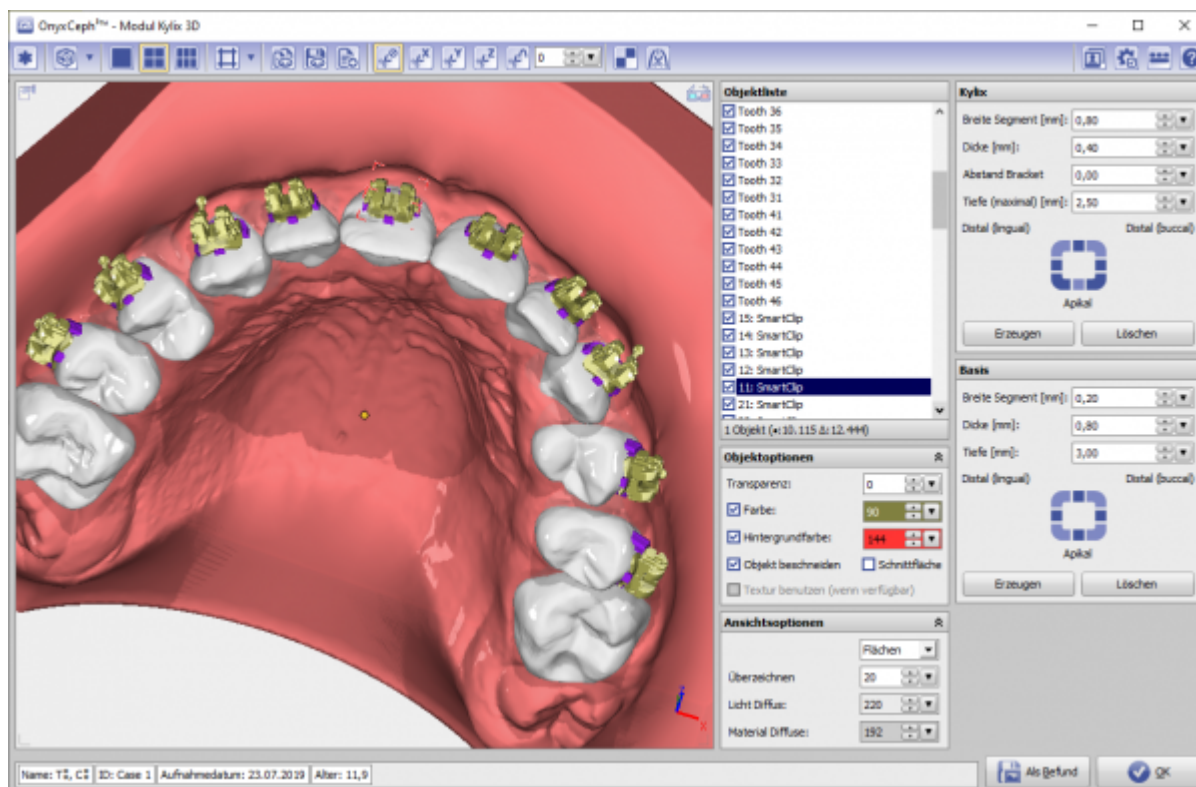 OnyxCeph³™ - Modul Kylix 3D
0
Objektliste
Tooth 36
Tooth 35
Tooth 34
Tooth 33
Tooth 32
Tooth 31
Tooth 41
Tooth 42
Tooth 43
Tooth 44
Tooth 45
Tooth 46
15: SmartClip
14: SmartClip
13: SmartClip
12: SmartClip
11: SmartClip
21: SmartClip
1 Objekt (•:10.115 Δ:12.444)
Objektoptionen
Transparenz: 0
Farbe: 90
Hintergrundfarbe: 144
Objekt beschneiden Schnittfläche
Textur benutzen (wenn verfügbar)
Ansichtsoptionen
Flächen
Überzeichnen 20
Licht Diffus: 220
Material Diffuse: 192
Kylix
Breite Segment [mm]: 0,80
Dicke [mm]: 0,40
Abstand Bracket 0,00
Tiefe (maximal) [mm]: 2,50
Distal (lingual) Distal (buccal)
Apikal
Erzeugen Löschen
Basis
Breite Segment [mm]: 0,20
Dicke [mm]: 0,80
Tiefe [mm]: 3,00
Distal (lingual) Distal (buccal)
Apikal
Erzeugen Löschen
X
Name: ID: Case 1 Aufnahmedatum: 23.07.2019 Alter: 11,9
Als Befund OK